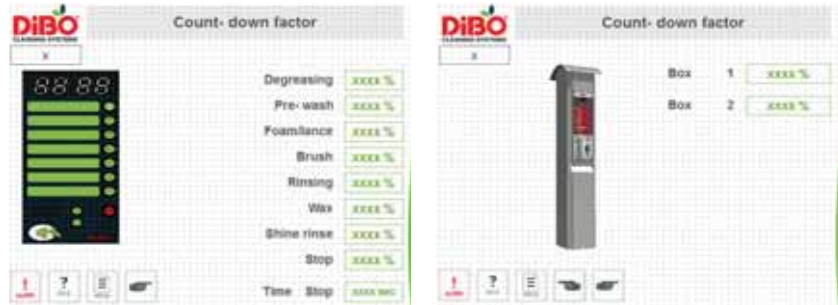 DiBO
CLEANING SYSTEMS
Count- down factor
x
88 88
Degreasing xxxx %
Pre- wash xxxx %
Foam/lance xxxx %
Brush xxxx %
Rinsing xxxx %
Wax xxxx %
Shine rinse xxxx %
Stop xxxx %
Time Stop xxxx sec
DiBO
CLEANING SYSTEMS
Count- down factor
x
Box 1 xxxx %
Box 2 xxxx %